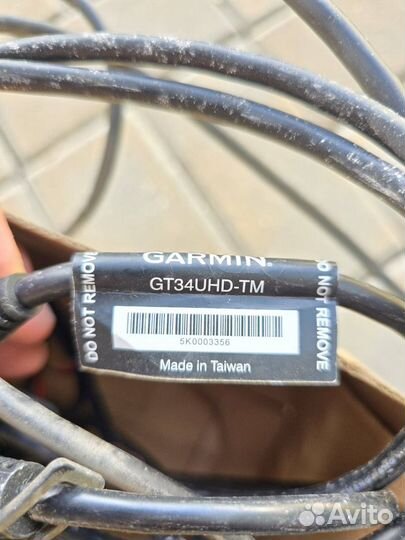 GARMIN.
GT34UHD-TM
DO NOT REMOVE
DO NOT REMOVE
5K0003356
Made in Taiwan
Avito